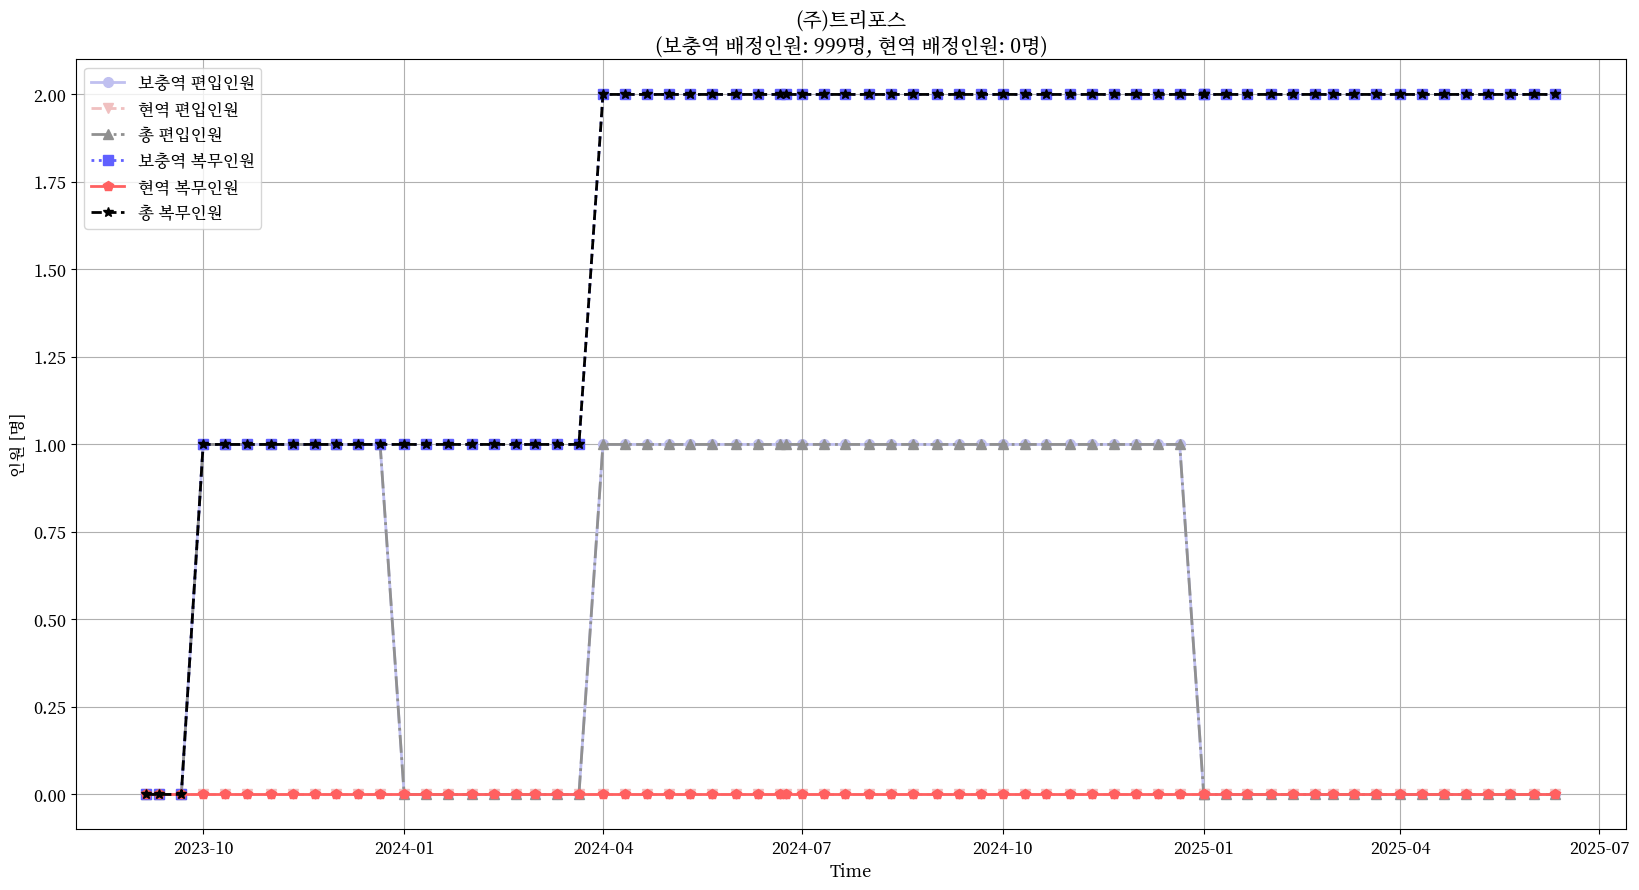 (주)트리포스
(보충역 배정인원: 999명, 현역 배정인원: 0명)
보충역 편입인원
현역 편입인원
총 편입인원
보충역 복무인원
현역 복무인원
총 복무인원
2.00
1.75
1.50
1.25
1.00
0.75
0.50
0.25
0.00
인원 [명]
2023-10
2024-01
2024-04
2024-07
2024-10
2025-01
2025-04
2025-07
Time